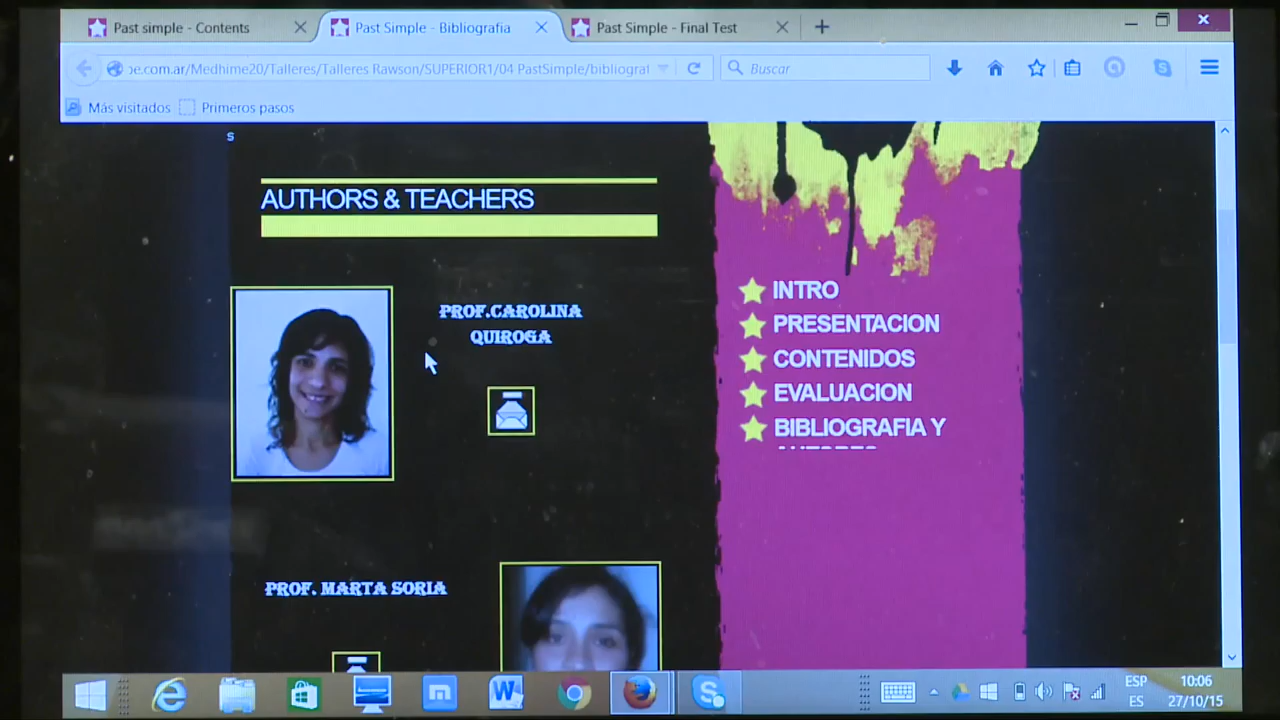 Past simple - Contents
Past Simple - Bibliografia
Past Simple - Final Test
oe.com.ar/Medhime20/Talleres/Talleres Rawson/SUPERIOR1/04 PastSimple/bibliograf
Buscar
Más visitados
Primeros pasos
s
AUTHORS & TEACHERS
PROF.CAROLINA
QUIROGA
PROF. MARTA SORIA
INTRO
PRESENTACION
CONTENIDOS
EVALUACION
BIBLIOGRAFIA Y
ESP
ES
10:06
27/10/15